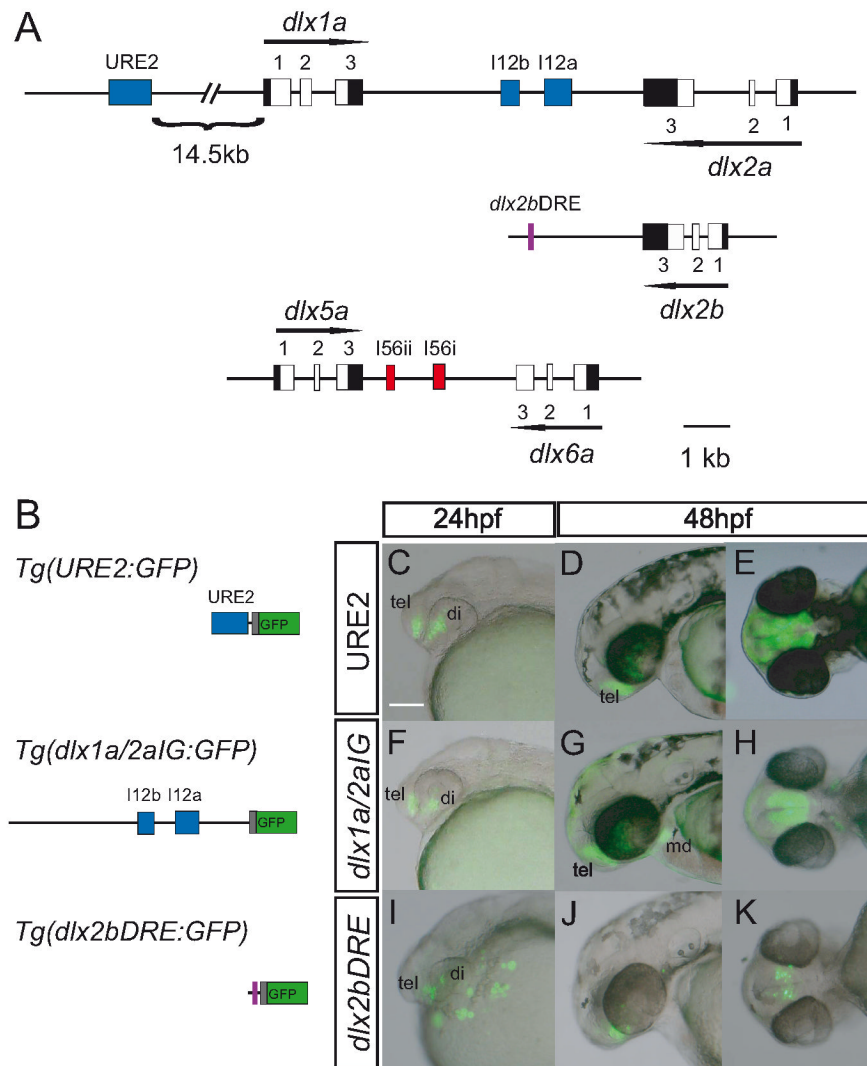 A
URE2
dlx1a
1 2 3
I12b I12a
14.5kb
3 2 1
dlx2a
dlx2bDRE
3 2 1
dlx2b
dlx5a
1 2 3 I56ii I56i
3 2 1
dlx6a
1 kb
B
24hpf 48hpf
Tg(URE2:GFP)
URE2
GFP
URE2
C tel di
D tel
E
Tg(dlx1a/2aIG:GFP)
I12b I12a
GFP
dlx1a/2aIG
F tel di
G tel md
H
Tg(dlx2bDRE:GFP)
GFP
dlx2bDRE
I tel di
J
K